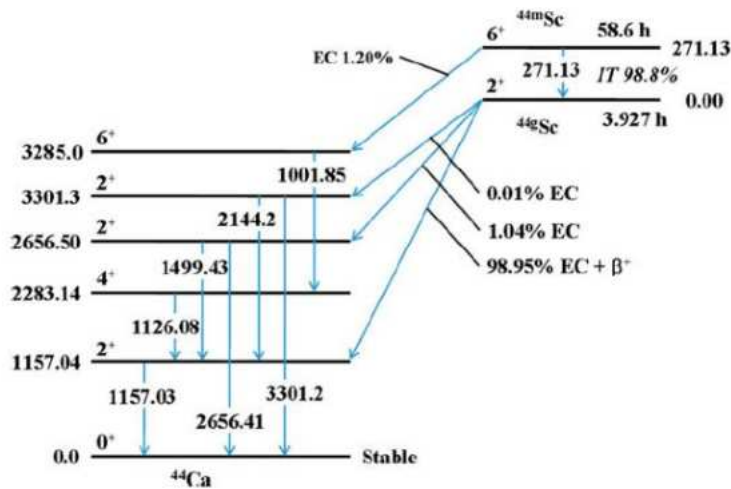 ⁴⁴ᵐSc
6⁺ 58.6 h
271.13
EC 1.20%
271.13 IT 98.8%
2⁺
0.00
⁴⁴ᵍSc 3.927 h
6⁺
3285.0
1001.85
2⁺
3301.3
0.01% EC
2144.2
2⁺
1.04% EC
2656.50
1499.43
98.95% EC + β⁺
4⁺
2283.14
1126.08
2⁺
1157.04
1157.03
3301.2
2656.41
0⁺
0.0
Stable
⁴⁴Ca